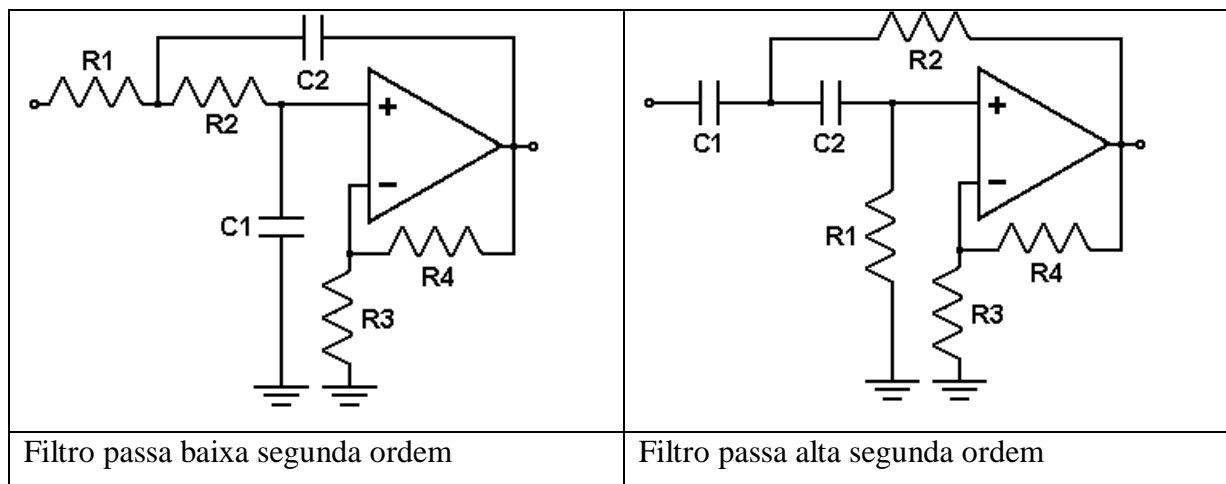 R1
C2
R2
+
−
C1
R4
R3
Filtro passa baixa segunda ordem
R2
C1
C2
+
−
R1
R4
R3
Filtro passa alta segunda ordem